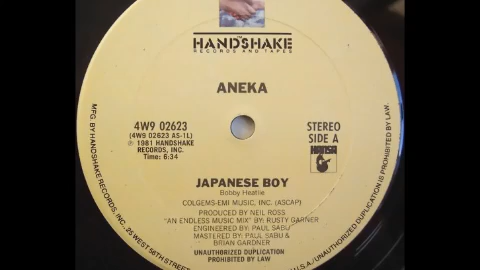 HANDSHAKE
RECORDS AND TAPES
ANEKA
4W9 02623
(4W9 02623 AS-1L)
℗ 1981 HANDSHAKE
RECORDS, INC.
Time: 6:34
STEREO
SIDE A
HANSA
JAPANESE BOY
Bobby Heatlie
COLGEMS-EMI MUSIC, INC. (ASCAP)
PRODUCED BY NEIL ROSS
"AN ENDLESS MUSIC MIX" BY: RUSTY GARNER
ENGINEERED BY: PAUL SABU
MASTERED BY: PAUL SABU &
BRIAN GARDNER
UNAUTHORIZED DUPLICATION
PROHIBITED BY LAW
MFG. BY HANDSHAKE RECORDS, INC., 25 WEST 56TH STREET
U.S.A./UNAUTHORIZED DUPLICATION IS PROHIBITED BY LAW.